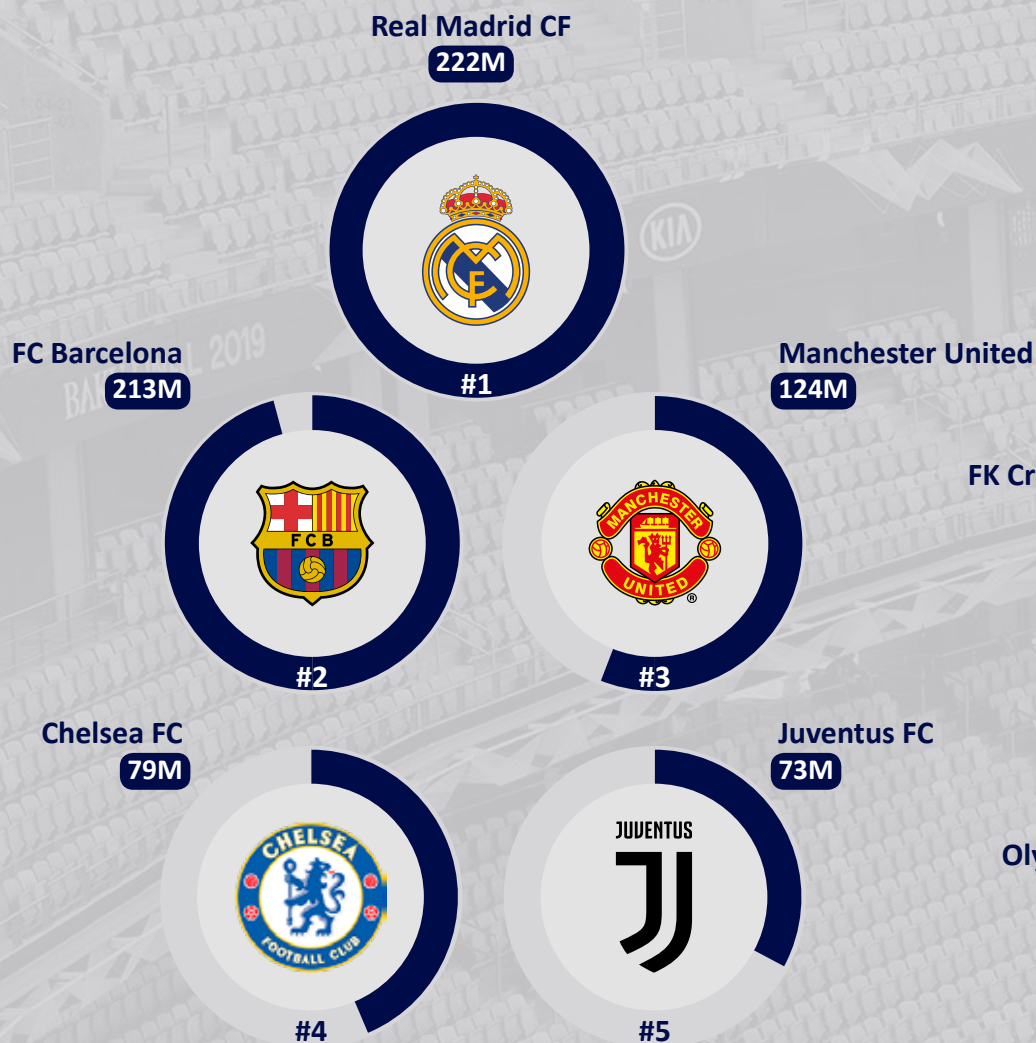 Real Madrid CF
222M
KIA
#1
FC Barcelona
213M
2019
Manchester United
124M
FK Cr
FCB
#2
MANCHESTER
UNITED
®
#3
Chelsea FC
79M
CHELSEA
FOOTBALL CLUB
#4
Juventus FC
73M
JUVENTUS
#5
Oly